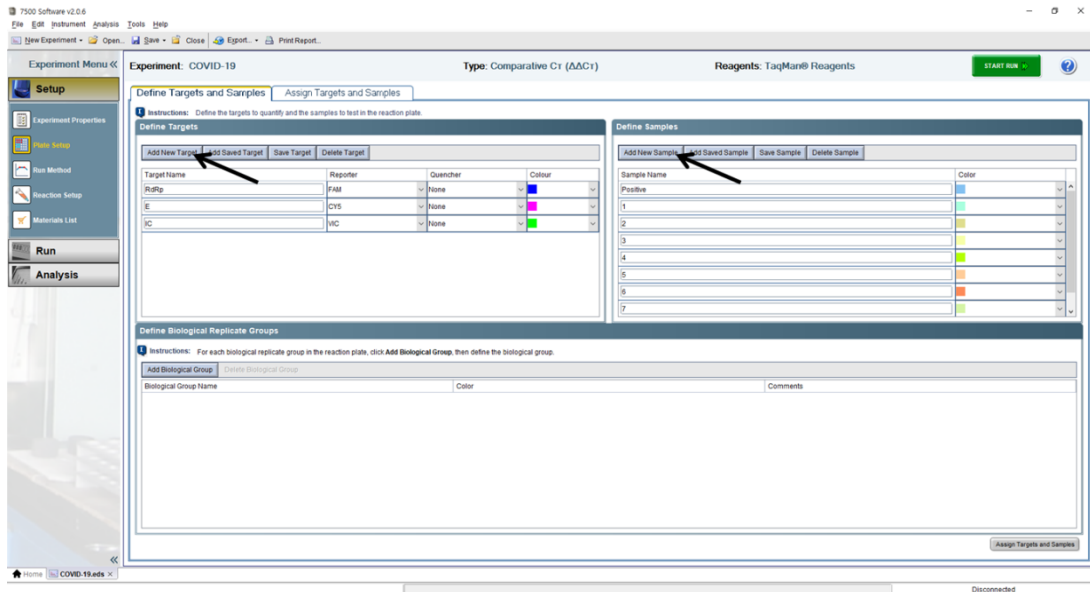 7500 Software v2.0.6
File Edit Instrument Analysis Tools Help
New Experiment Open... Save Close Export... Print Report...
Experiment Menu «
Setup
Experiment Properties
Plate Setup
Run Method
Reaction Setup
Materials List
Run
Analysis
«
Experiment: COVID-19 Type: Comparative CT (ΔΔCT) Reagents: TaqMan® Reagents START RUN ?
Define Targets and Samples Assign Targets and Samples
Instructions: Define the targets to quantify and the samples to test in the reaction plate.
Define Targets
Add New Target Add Saved Target Save Target Delete Target
Target Name Reporter Quencher Colour
RdRp FAM None
E CY5 None
IC VIC None
Define Samples
Add New Sample Add Saved Sample Save Sample Delete Sample
Sample Name Color
Positive
1
2
3
4
5
6
7
Define Biological Replicate Groups
Instructions: For each biological replicate group in the reaction plate, click Add Biological Group, then define the biological group.
Add Biological Group Delete Biological Group
Biological Group Name Color Comments
Assign Targets and Samples
Home COVID-19.eds ×
Disconnected